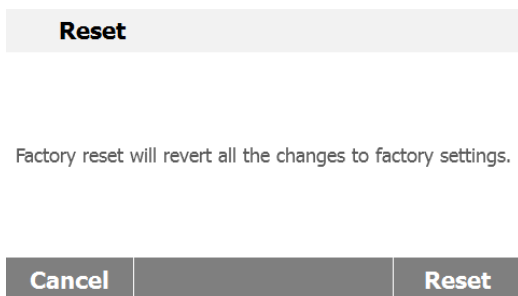 Reset
Factory reset will revert all the changes to factory settings.
Cancel Reset